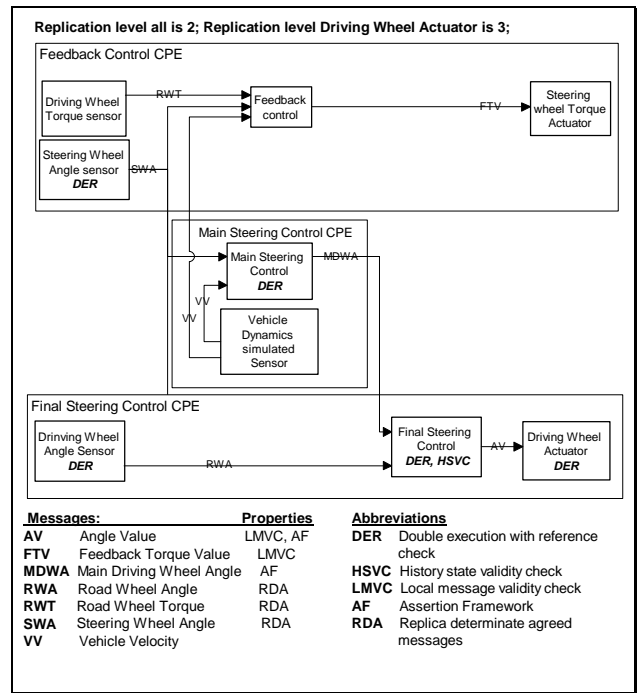 Replication level all is 2; Replication level Driving Wheel Actuator is 3;
Feedback Control CPE
Driving Wheel
Torque sensor
RWT
Feedback
control
FTV
Steering
wheel Torque
Actuator
Steering Wheel
Angle sensor
DER
SWA
Main Steering Control CPE
Main Steering
Control
DER
MDWA
VV
VV
Vehicle
Dynamics
simulated
Sensor
Final Steering Control CPE
Drinving Wheel
Angle Sensor
DER
RWA
Final Steering
Control
DER, HSVC
AV
Driving Wheel
Actuator
DER
Messages: Properties
AV Angle Value LMVC, AF
FTV Feedback Torque Value LMVC
MDWA Main Driving Wheel Angle AF
RWA Road Wheel Angle RDA
RWT Road Wheel Torque RDA
SWA Steering Wheel Angle RDA
VV Vehicle Velocity
Abbreviations
DER Double execution with reference
check
HSVC History state validity check
LMVC Local message validity check
AF Assertion Framework
RDA Replica determinate agreed
messages